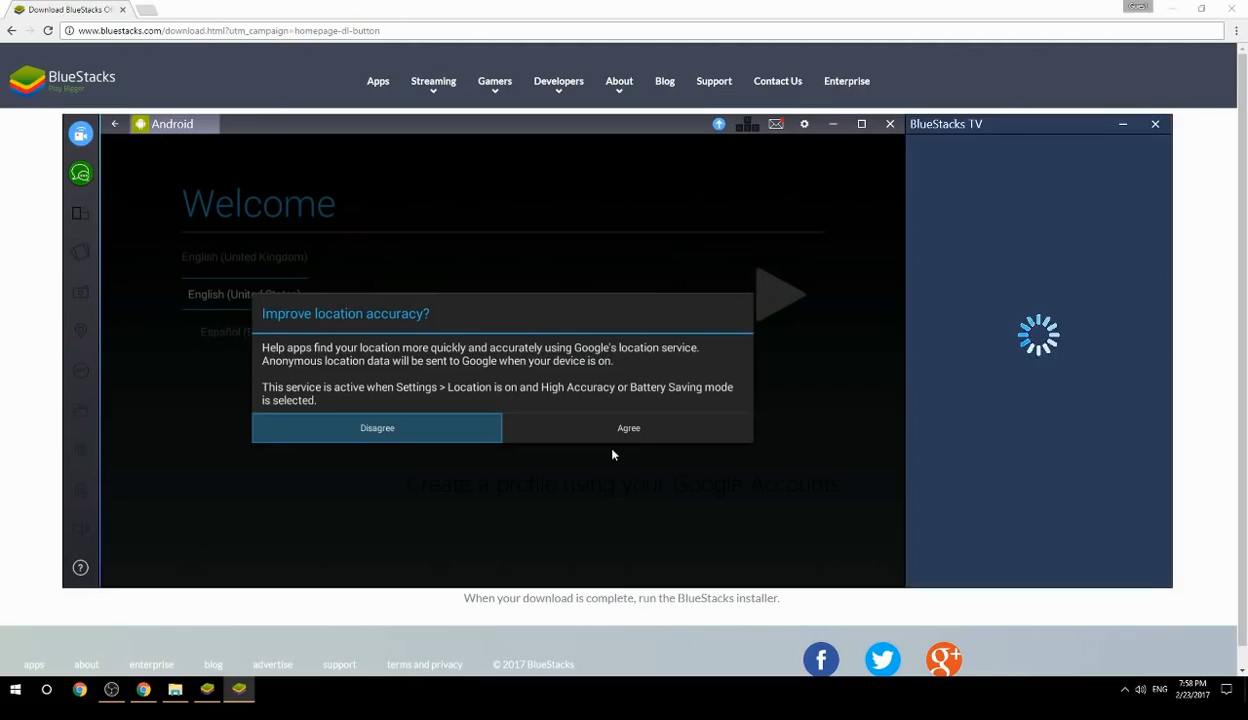 Download BlueStacks Of
Guest
www.bluestacks.com/download.html?utm_campaign=homepage-dl-button
BlueStacks
Play Bigger
Apps
Streaming
Gamers
Developers
About
Blog
Support
Contact Us
Enterprise
Android
BlueStacks TV
Welcome
English (United Kingdom)
English (United States)
Español (
Improve location accuracy?
Help apps find your location more quickly and accurately using Google's location service.
Anonymous location data will be sent to Google when your device is on.
This service is active when Settings > Location is on and High Accuracy or Battery Saving mode
is selected.
Disagree
Agree
Create a profile using your Google Accounts
?
When your download is complete, run the BlueStacks installer.
apps
about
enterprise
blog
advertise
support
terms and privacy
© 2017 BlueStacks
f
g+
ENG
7:58 PM
2/23/2017